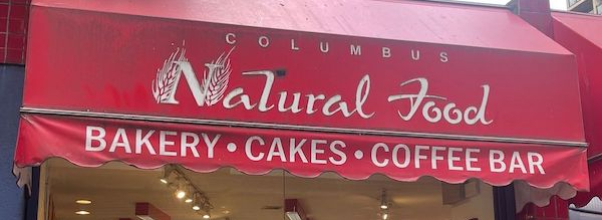 COLUMBUS
Natural Food
BAKERY • CAKES • COFFEE BAR